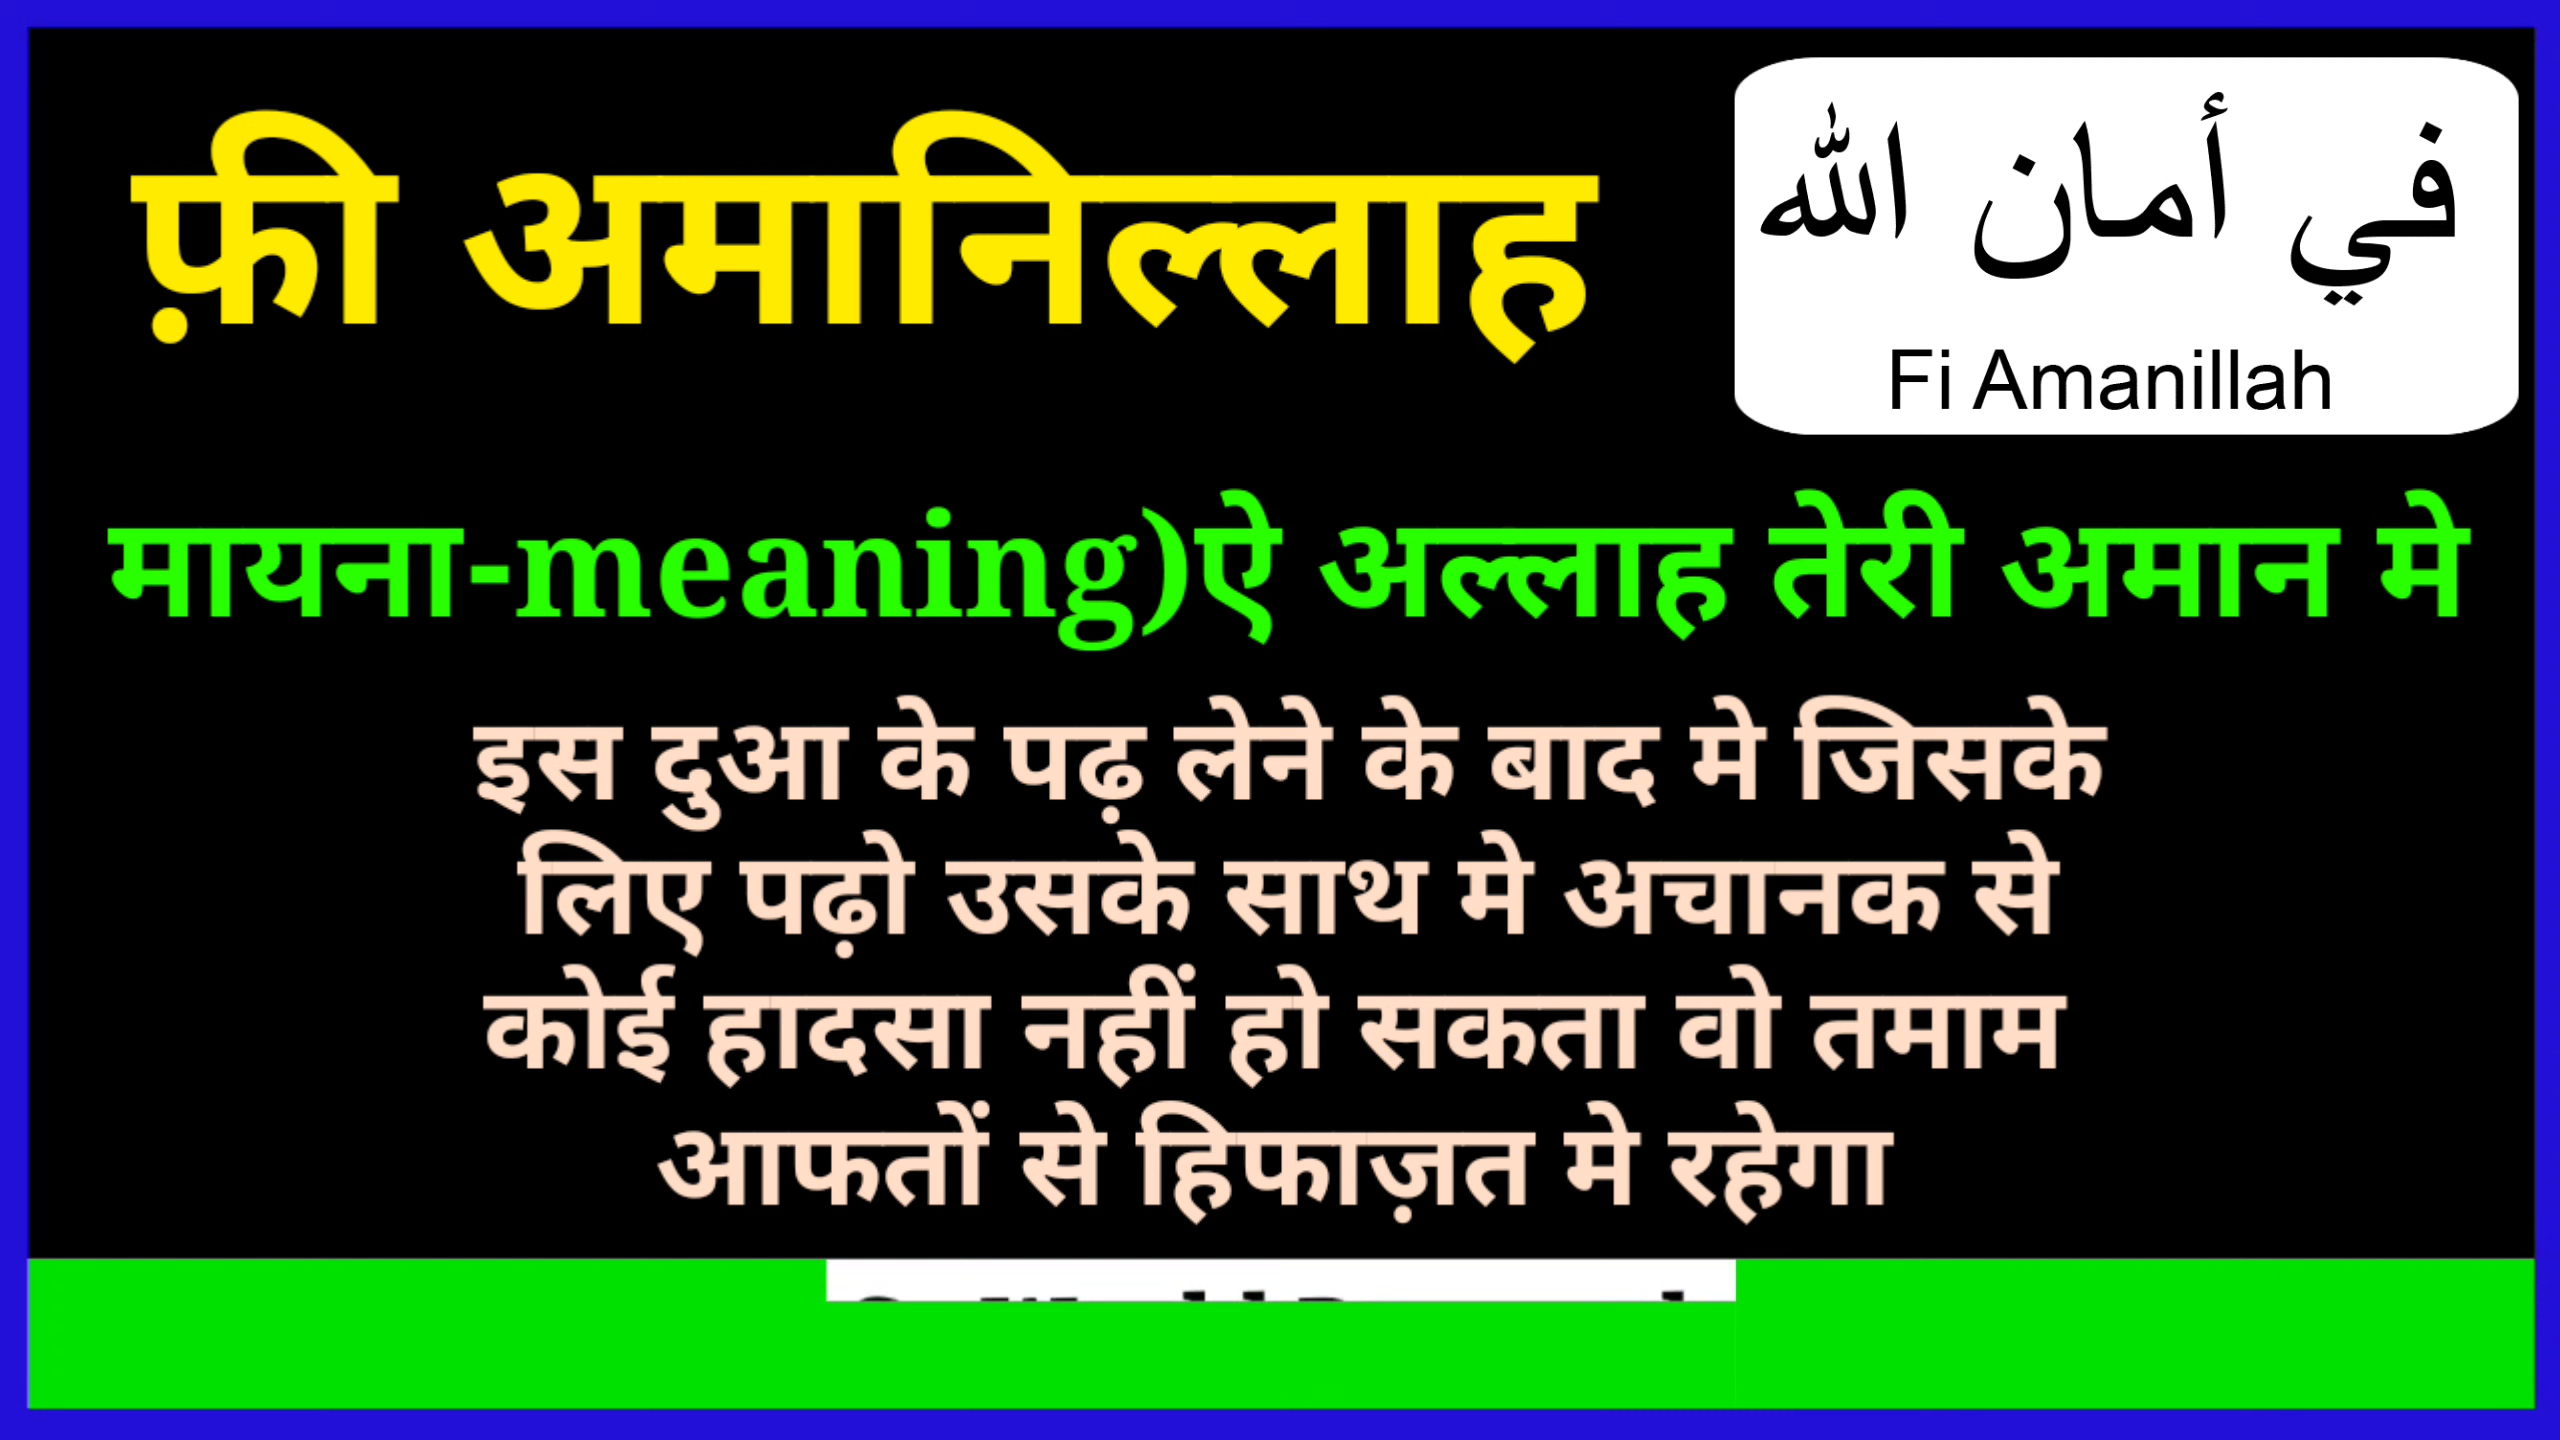 फ़ी अमानिल्लाह
في أمان الله
Fi Amanillah
मायना-meaning)ऐ अल्लाह तेरी अमान मे
इस दुआ के पढ़ लेने के बाद मे जिसके
लिए पढ़ो उसके साथ मे अचानक से
कोई हादसा नहीं हो सकता वो तमाम
आफतों से हिफाज़त मे रहेगा